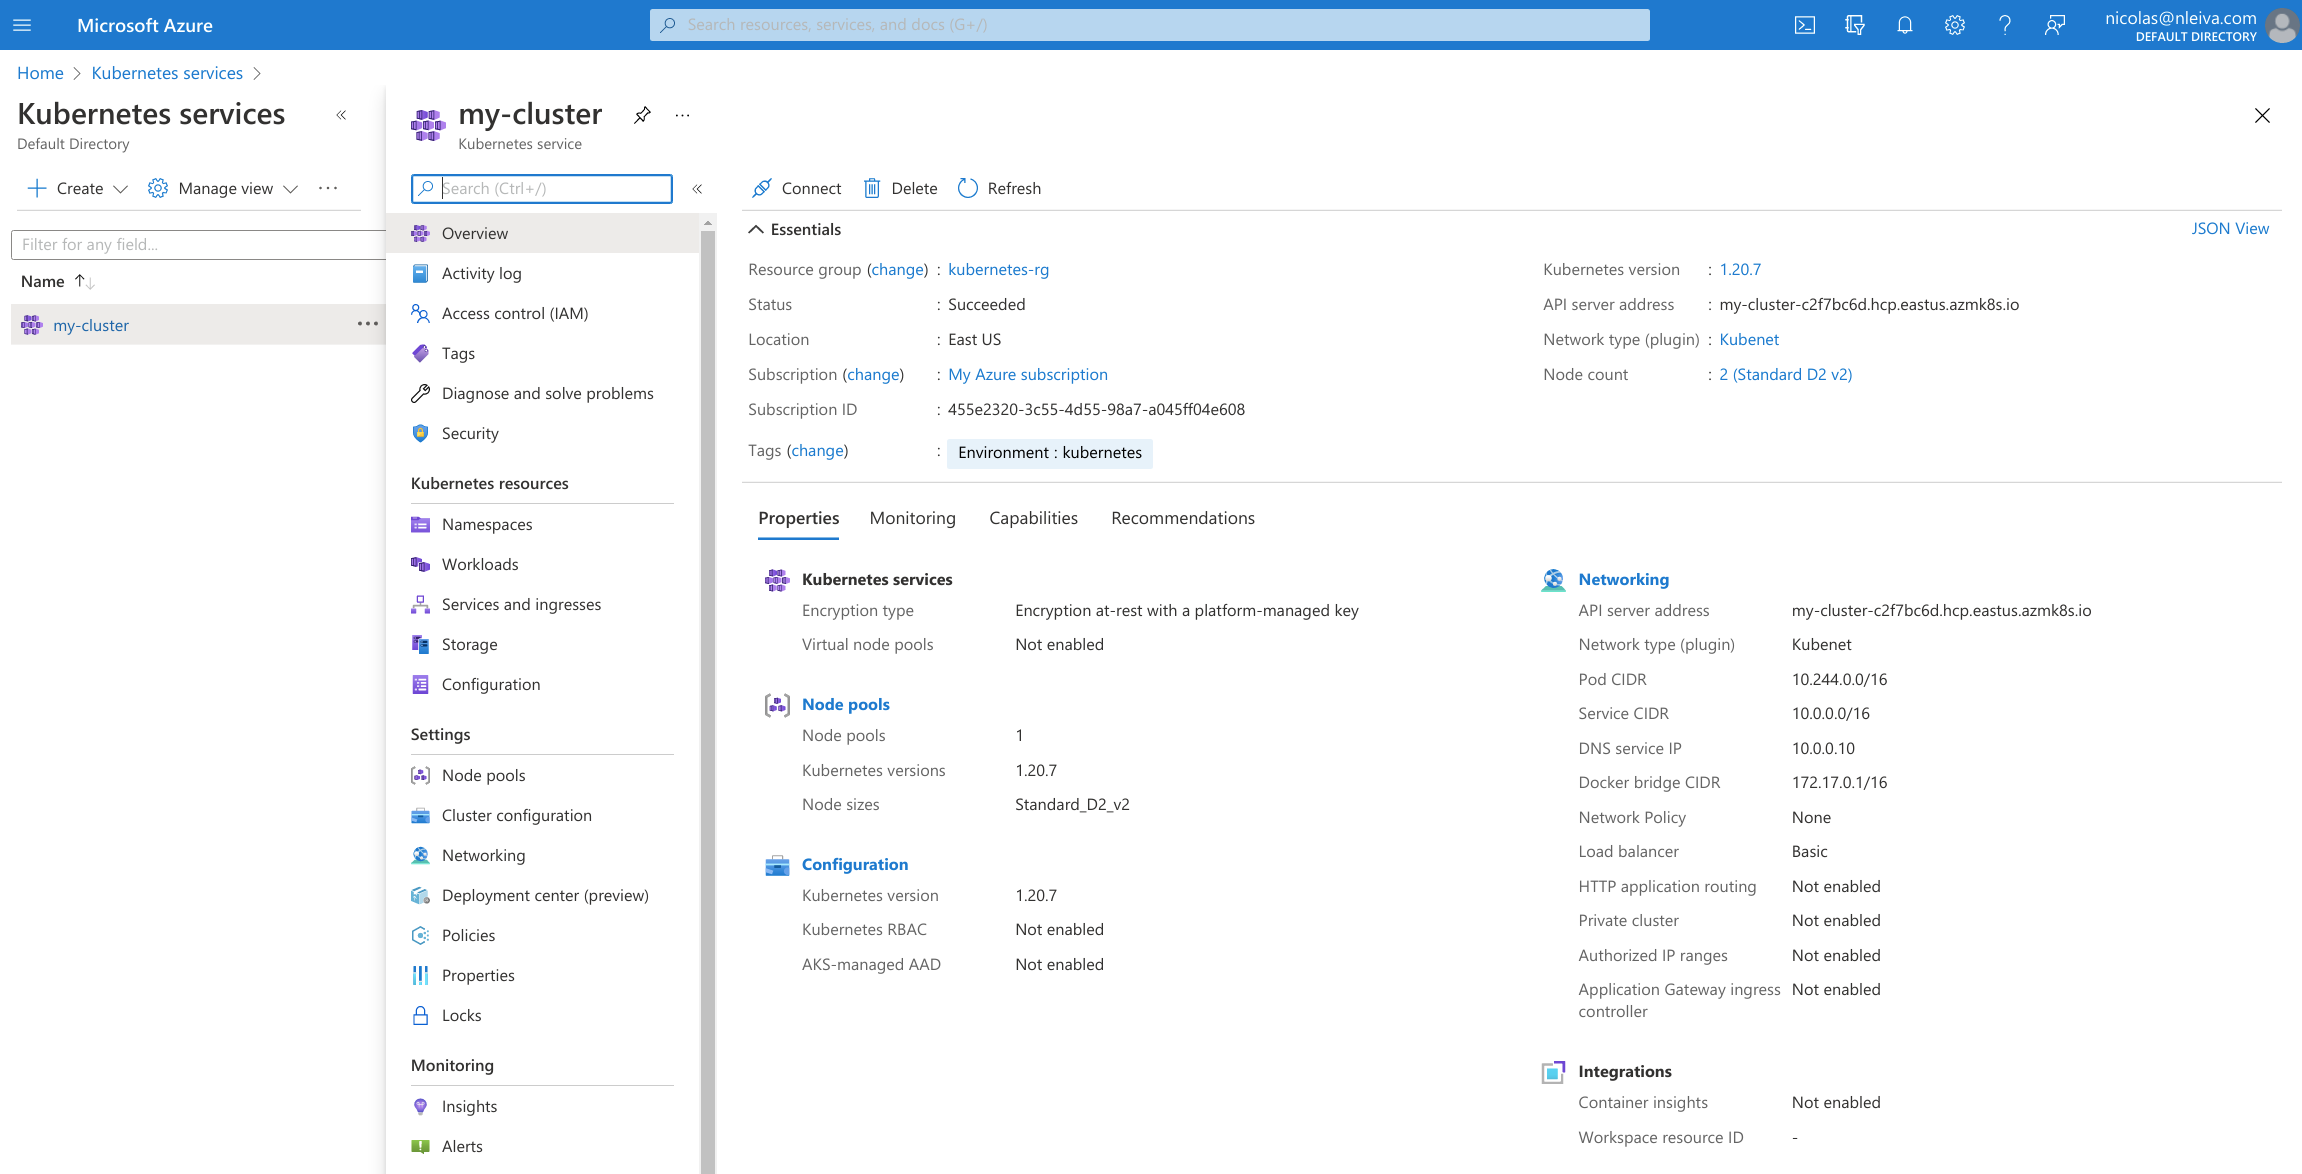 Microsoft Azure
Search resources, services, and docs (G+/)
nicolas@nleiva.com
DEFAULT DIRECTORY
Home > Kubernetes services >
Kubernetes services
Default Directory
Create
Manage view
Filter for any field...
Name
my-cluster
my-cluster
Kubernetes service
Search (Ctrl+/)
Overview
Activity log
Access control (IAM)
Tags
Diagnose and solve problems
Security
Kubernetes resources
Namespaces
Workloads
Services and ingresses
Storage
Configuration
Settings
Node pools
Cluster configuration
Networking
Deployment center (preview)
Policies
Properties
Locks
Monitoring
Insights
Alerts
Connect Delete Refresh
Essentials
JSON View
Resource group (change) : kubernetes-rg
Status : Succeeded
Location : East US
Subscription (change) : My Azure subscription
Subscription ID : 455e2320-3c55-4d55-98a7-a045ff04e608
Tags (change) : Environment : kubernetes
Kubernetes version : 1.20.7
API server address : my-cluster-c2f7bc6d.hcp.eastus.azmk8s.io
Network type (plugin) : Kubenet
Node count : 2 (Standard D2 v2)
Properties Monitoring Capabilities Recommendations
Kubernetes services
Encryption type Encryption at-rest with a platform-managed key
Virtual node pools Not enabled
Node pools
Node pools 1
Kubernetes versions 1.20.7
Node sizes Standard_D2_v2
Configuration
Kubernetes version 1.20.7
Kubernetes RBAC Not enabled
AKS-managed AAD Not enabled
Networking
API server address my-cluster-c2f7bc6d.hcp.eastus.azmk8s.io
Network type (plugin) Kubenet
Pod CIDR 10.244.0.0/16
Service CIDR 10.0.0.0/16
DNS service IP 10.0.0.10
Docker bridge CIDR 172.17.0.1/16
Network Policy None
Load balancer Basic
HTTP application routing Not enabled
Private cluster Not enabled
Authorized IP ranges Not enabled
Application Gateway ingress Not enabled
controller
Integrations
Container insights Not enabled
Workspace resource ID -